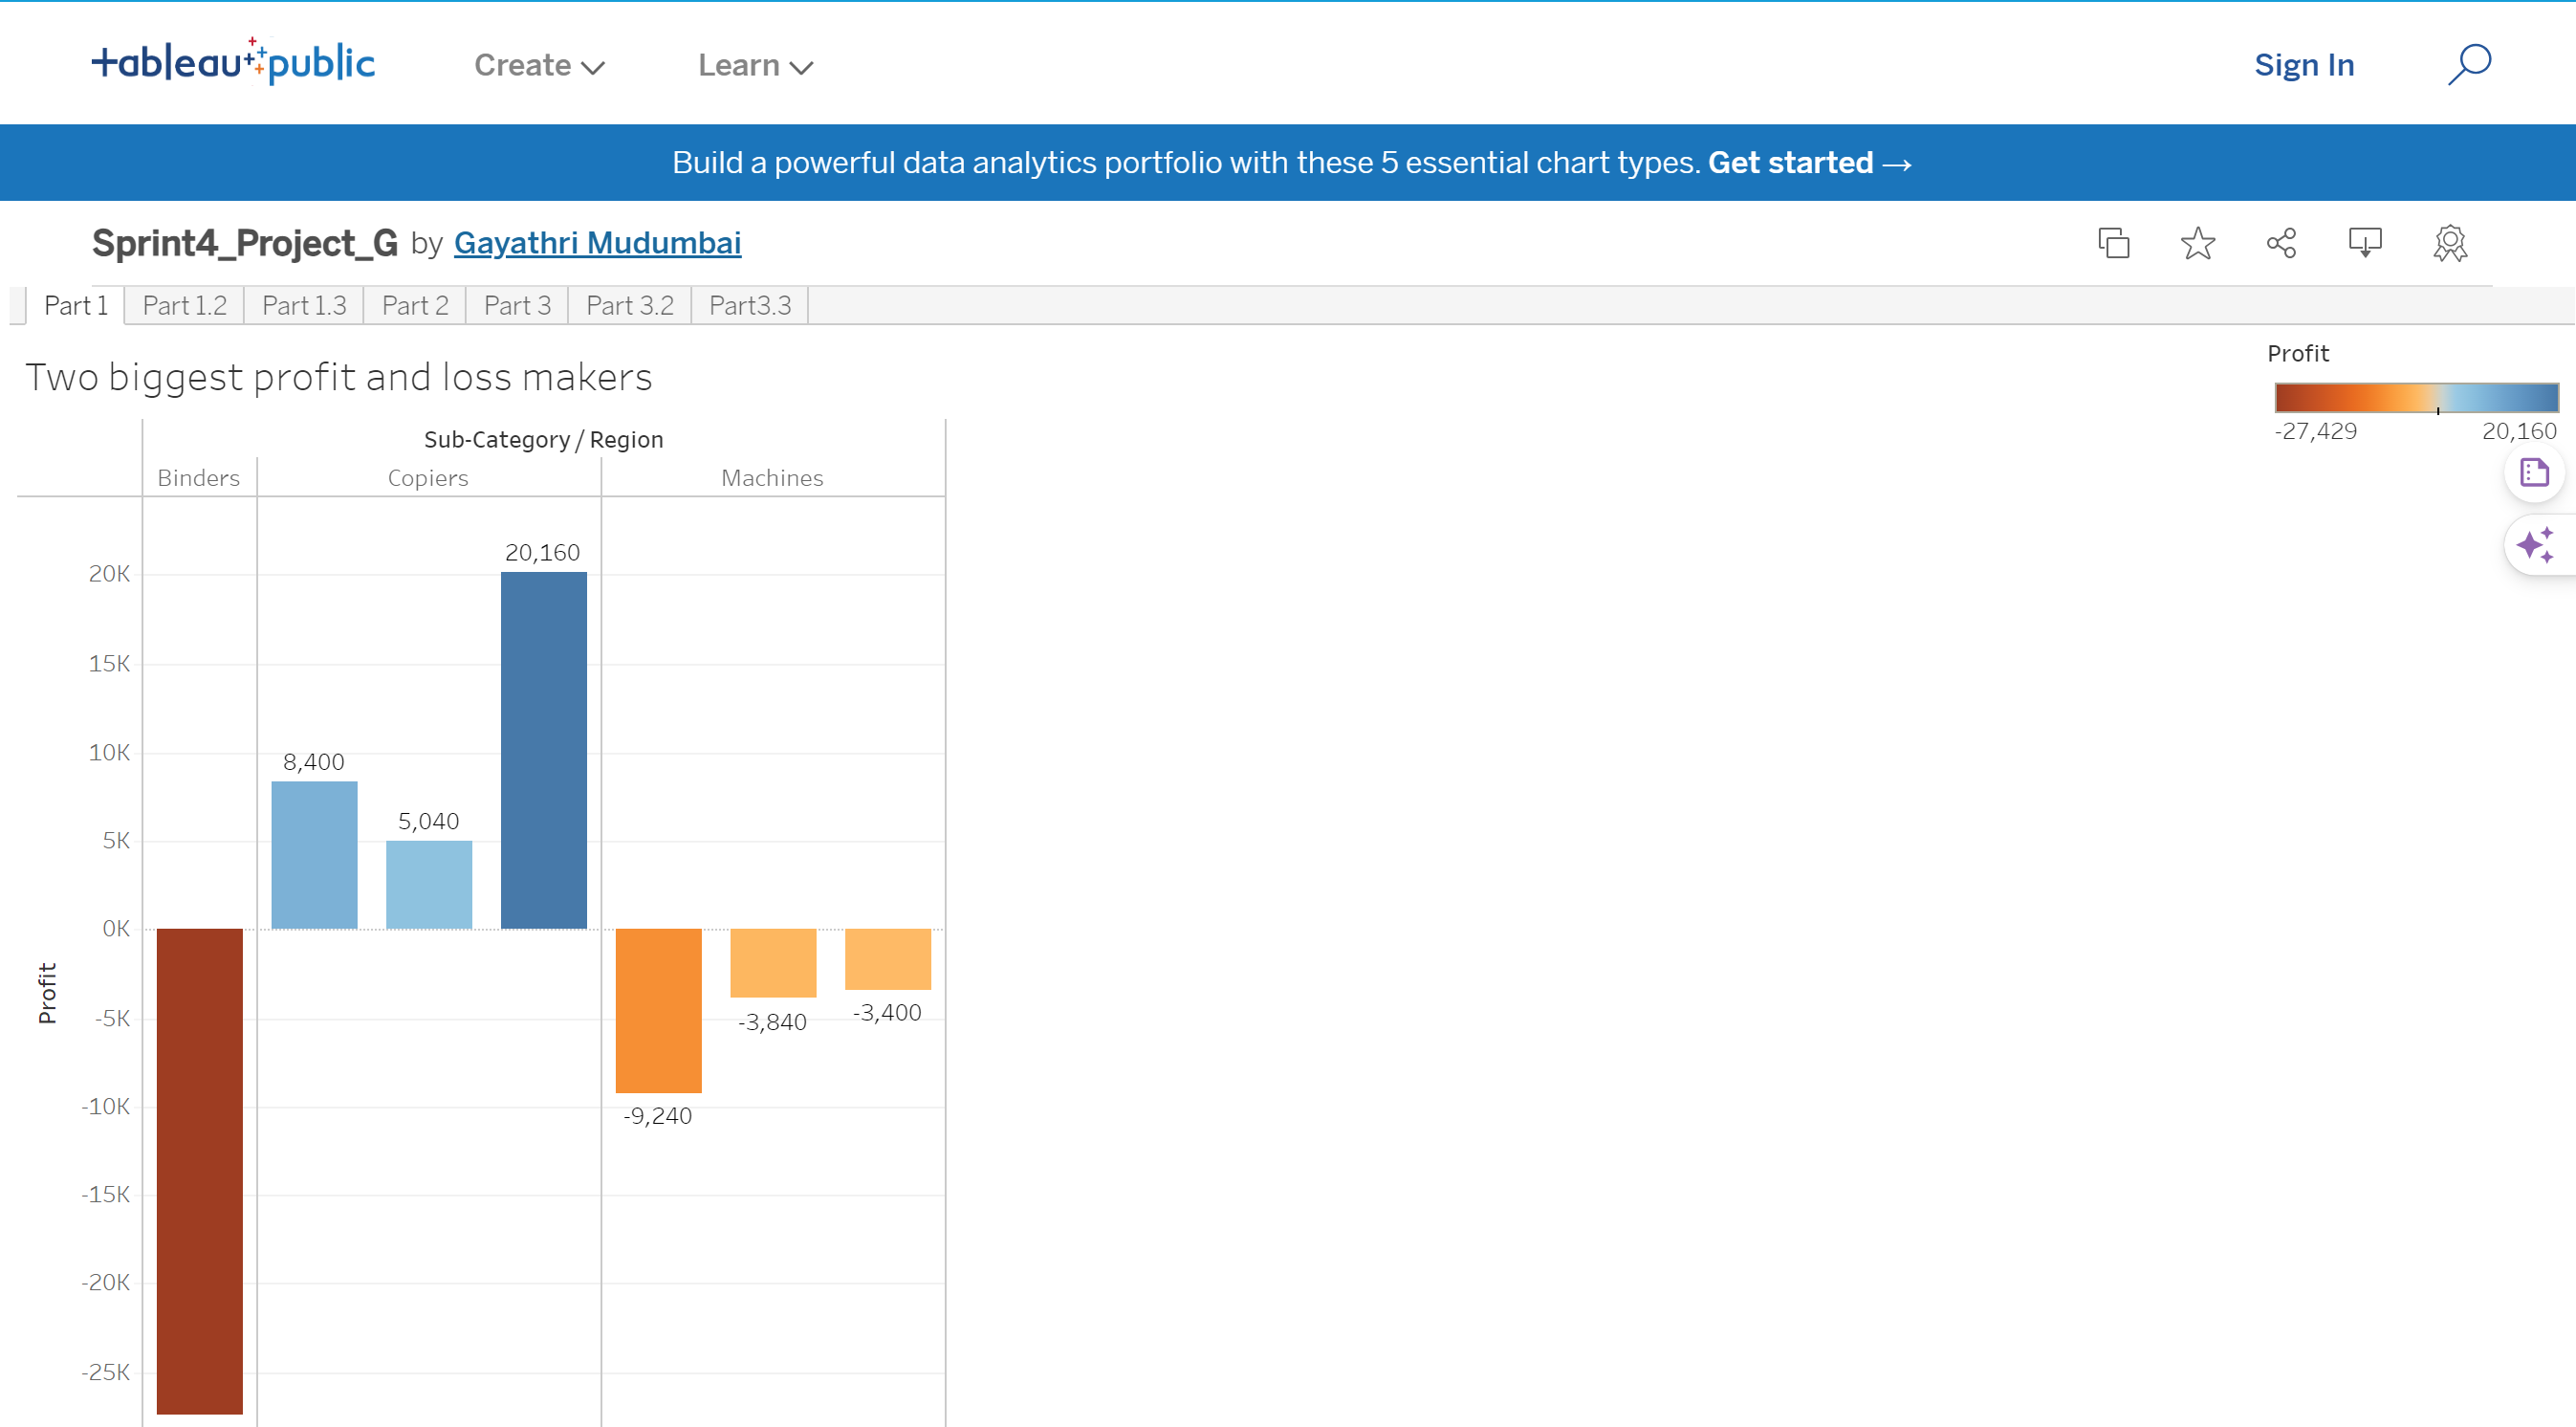 tableau public Create Learn Sign In
Build a powerful data analytics portfolio with these 5 essential chart types. Get started →
Sprint4_Project_G by Gayathri Mudumbai
Part 1 Part 1.2 Part 1.3 Part 2 Part 3 Part 3.2 Part3.3
Two biggest profit and loss makers
Profit
-27,429 20,160
Sub-Category / Region
Binders Copiers Machines
20,160
20K
15K
10K
8,400
5,040
5K
0K
Profit
-5K
-3,840 -3,400
-10K
-9,240
-15K
-20K
-25K